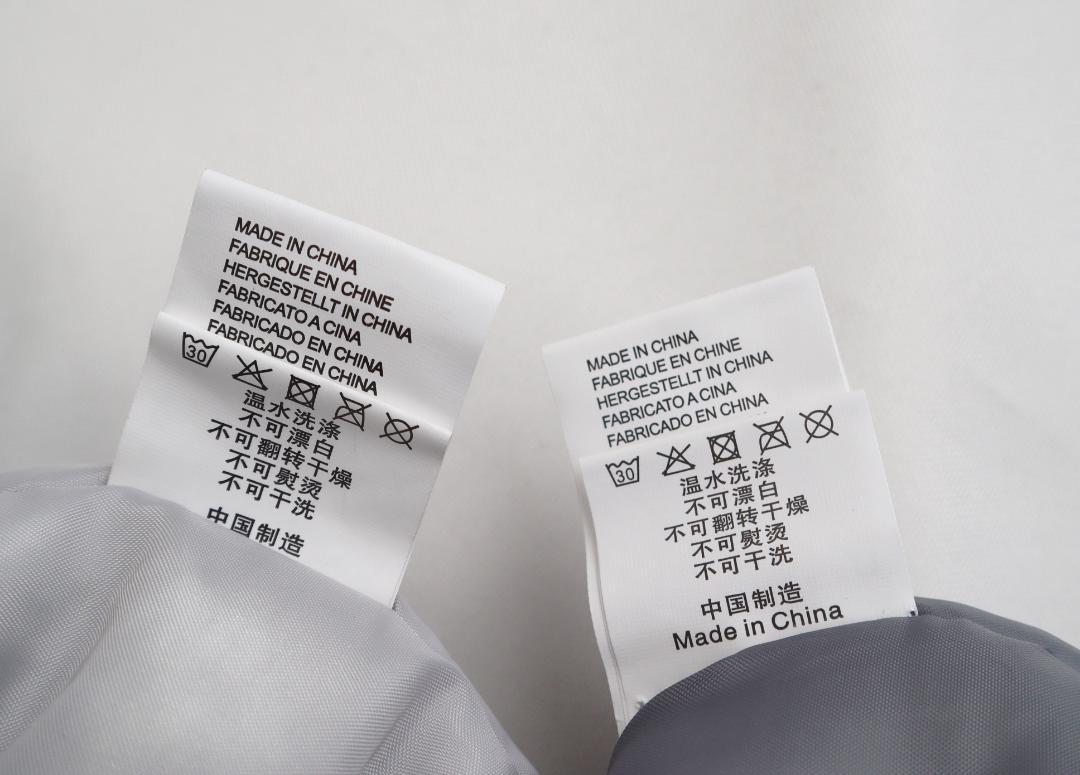 MADE IN CHINA
FABRIQUE EN CHINE
HERGESTELLT IN CHINA
FABRICATO A CINA
FABRICADO EN CHINA
FABRICADO EN CHINA
30
温水洗涤
不可漂白
不可翻转干燥
不可熨烫
不可干洗
中国制造
MADE IN CHINA
FABRIQUE EN CHINE
HERGESTELLT IN CHINA
FABRICATO A CINA
FABRICADO EN CHINA
30
温水洗涤
不可漂白
不可翻转干燥
不可熨烫
不可干洗
中国制造
Made in China